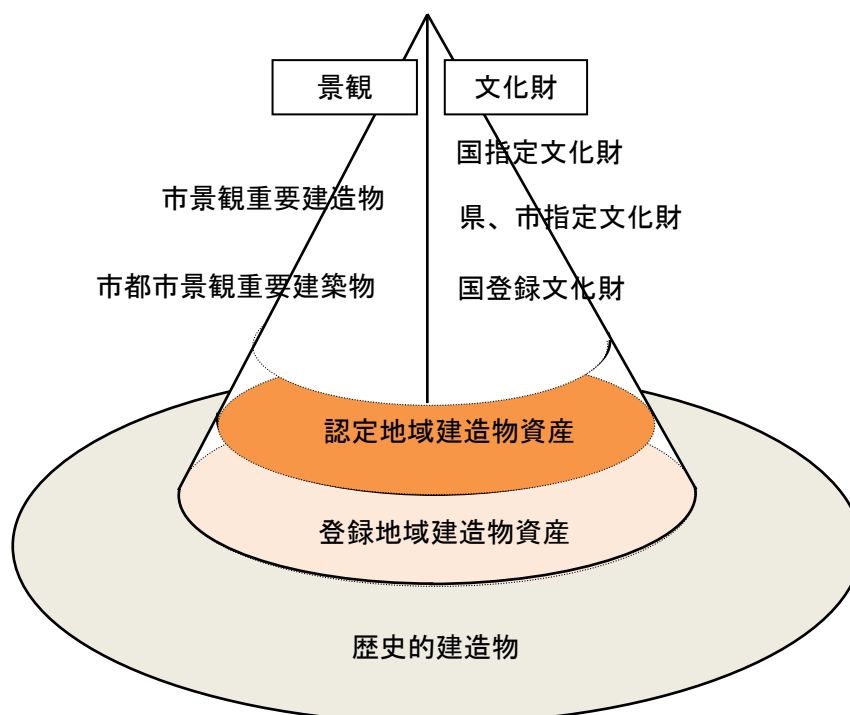 景観
文化財
国指定文化財
市景観重要建造物
県、市指定文化財
市都市景観重要建築物
国登録文化財
認定地域建造物資産
登録地域建造物資産
歴史的建造物